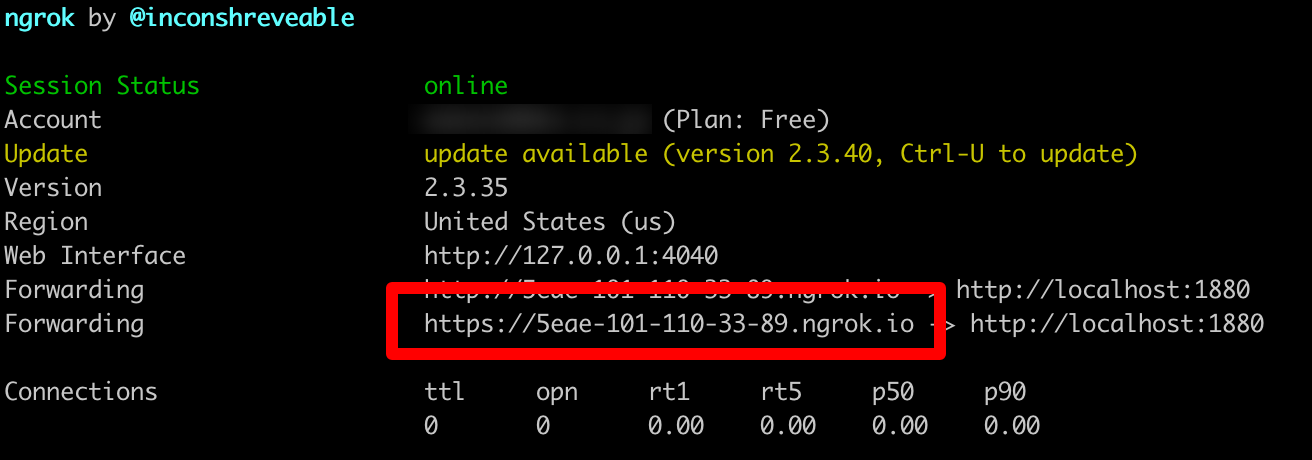 ngrok by @inconshreveable
Session Status online
Account (Plan: Free)
Update update available (version 2.3.40, Ctrl-U to update)
Version 2.3.35
Region United States (us)
Web Interface http://127.0.0.1:4040
Forwarding http://5eae-101-110-33-89.ngrok.io -> http://localhost:1880
Forwarding https://5eae-101-110-33-89.ngrok.io -> http://localhost:1880
Connections ttl opn rt1 rt5 p50 p90
0 0 0.00 0.00 0.00 0.00